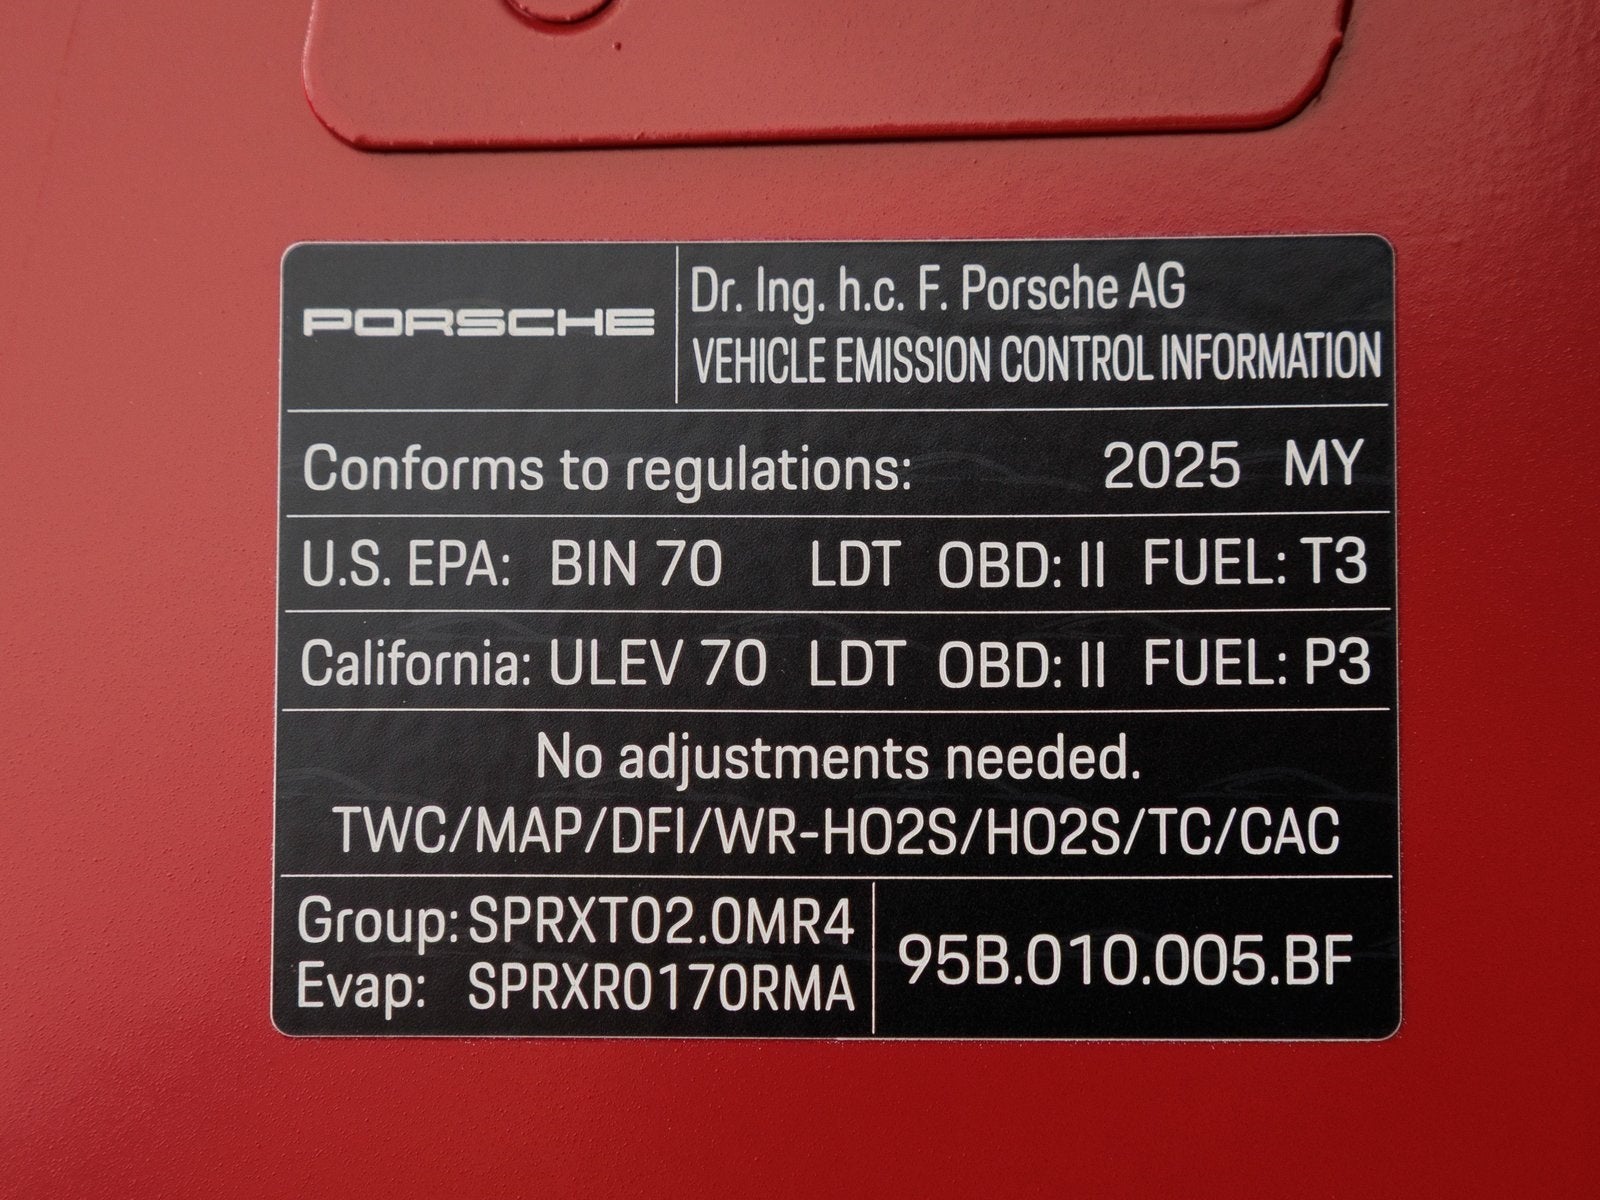 PORSCHE
Dr. Ing. h.c. F. Porsche AG
VEHICLE EMISSION CONTROL INFORMATION
Conforms to regulations: 2025 MY
U.S. EPA: BIN 70 LDT OBD: II FUEL: T3
California: ULEV 70 LDT OBD: II FUEL: P3
No adjustments needed.
TWC/MAP/DFI/WR-HO2S/HO2S/TC/CAC
Group: SPRXT02.0MR4
Evap: SPRXR0170RMA
95B.010.005.BF